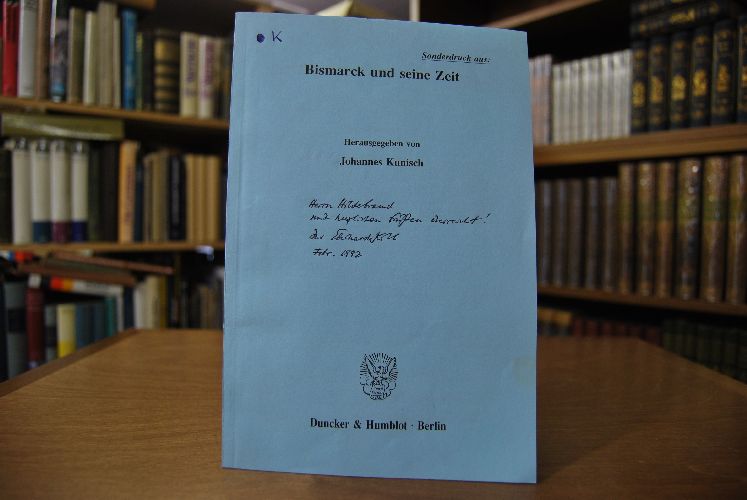 K
Sonderdruck aus:
Bismarck und seine Zeit
Herausgegeben von
Johannes Kunisch
Herrn Hildebrand
mit herzlichen Grüßen überreicht!
Ihr
Febr. 1992
Duncker & Humblot · Berlin